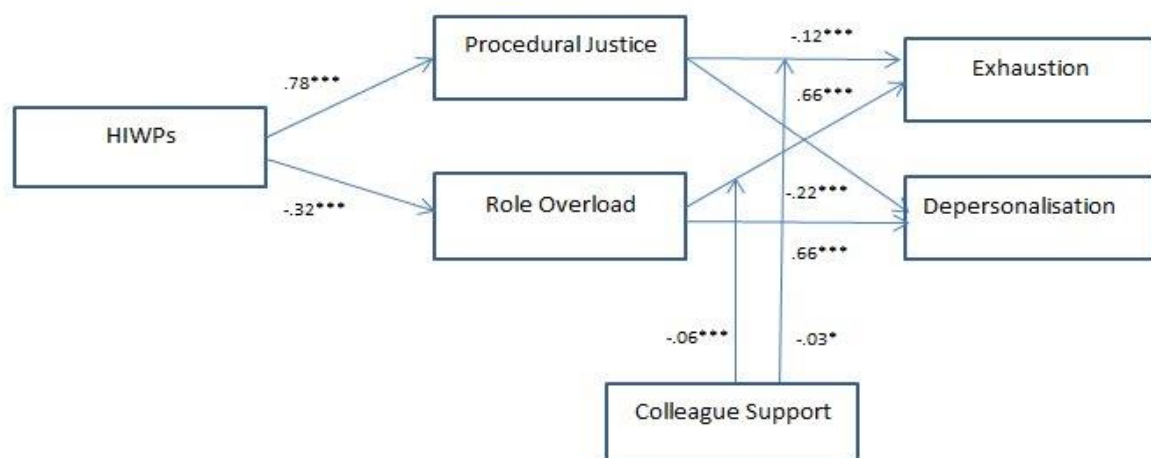 Procedural Justice
-.12***
Exhaustion
.78***
.66***
HIWPs
-.32***
Role Overload
-.22***
Depersonalisation
.66***
-.06***
-.03*
Colleague Support